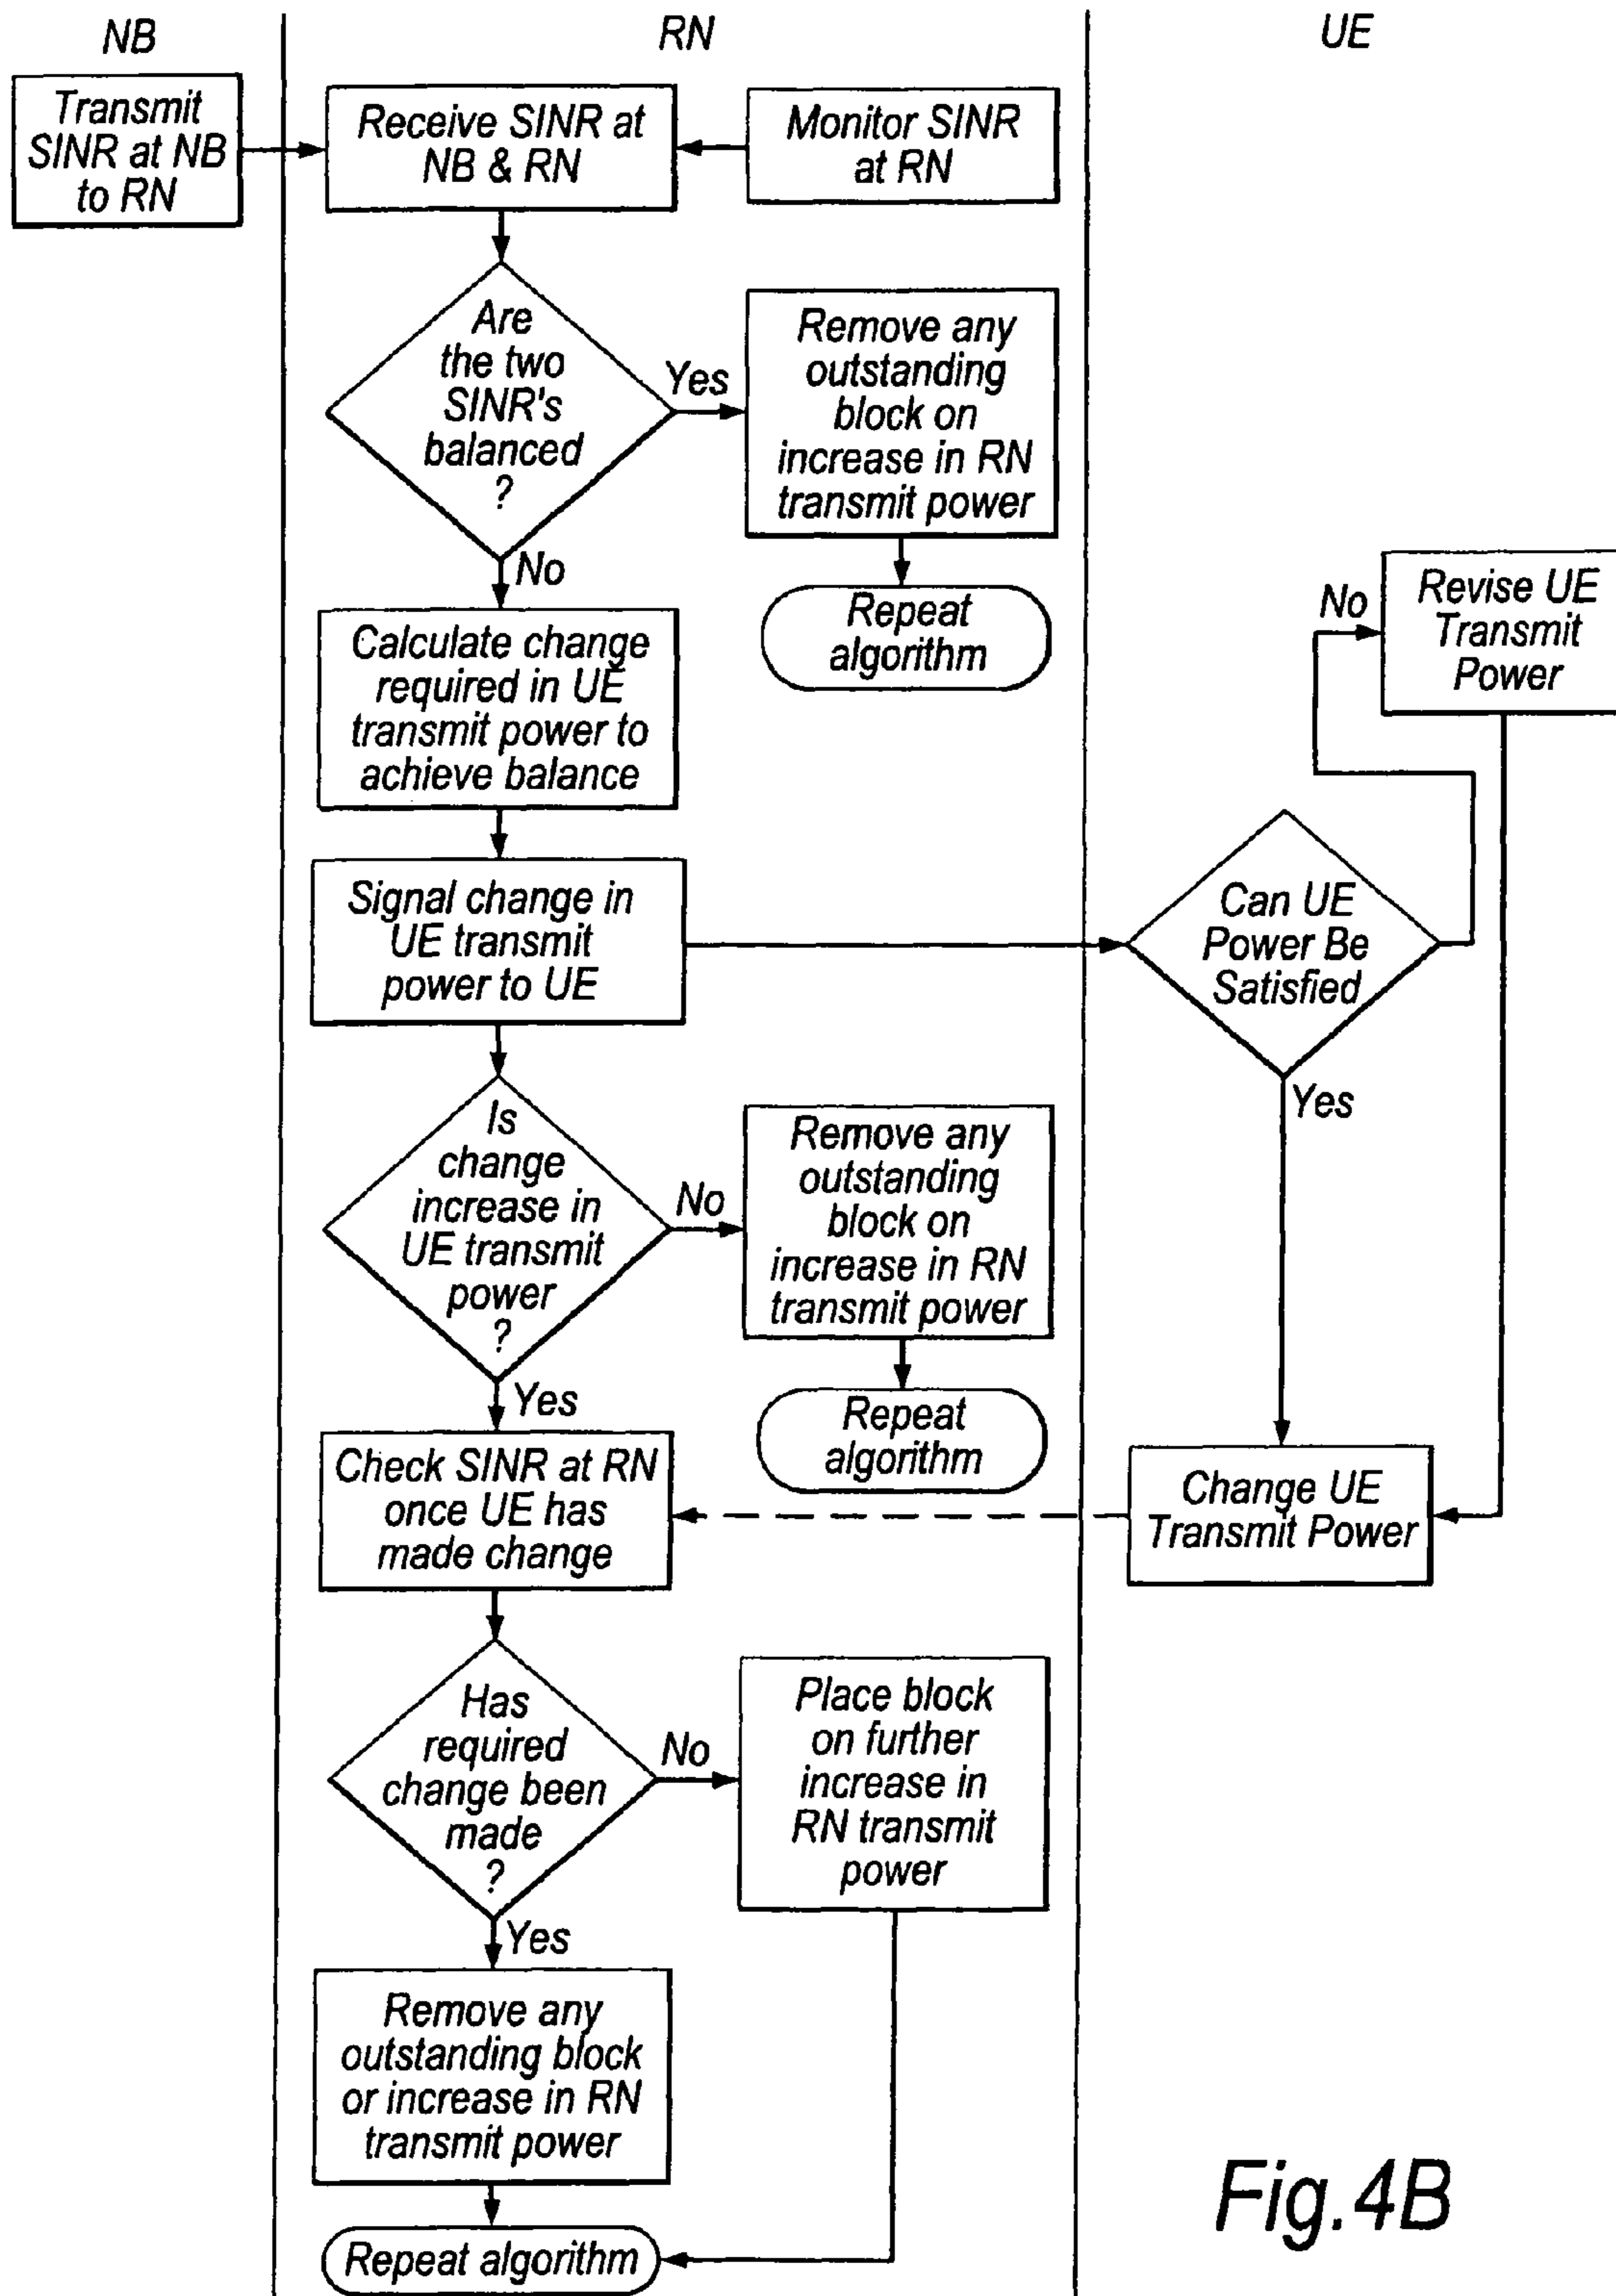 NB
RN
UE
Transmit
SINR at NB
to RN
Receive SINR at
NB & RN
Monitor SINR
at RN
Are
the two
SINR's
balanced
?
Yes
Remove any
outstanding
block on
increase in RN
transmit power
No
Repeat
algorithm
Calculate change
required in UE
transmit power to
achieve balance
No
Revise UE
Transmit
Power
Signal change in
UE transmit
power to UE
Can UE
Power Be
Satisfied
Yes
Is
change
increase in
UE transmit
power
?
No
Remove any
outstanding
block on
increase in RN
transmit power
Yes
Repeat
algorithm
Check SINR at RN
once UE has
made change
Change UE
Transmit Power
Has
required
change been
made
?
No
Place block
on further
increase in
RN transmit
power
Yes
Remove any
outstanding block
or increase in RN
transmit power
Repeat algorithm
Fig.4B